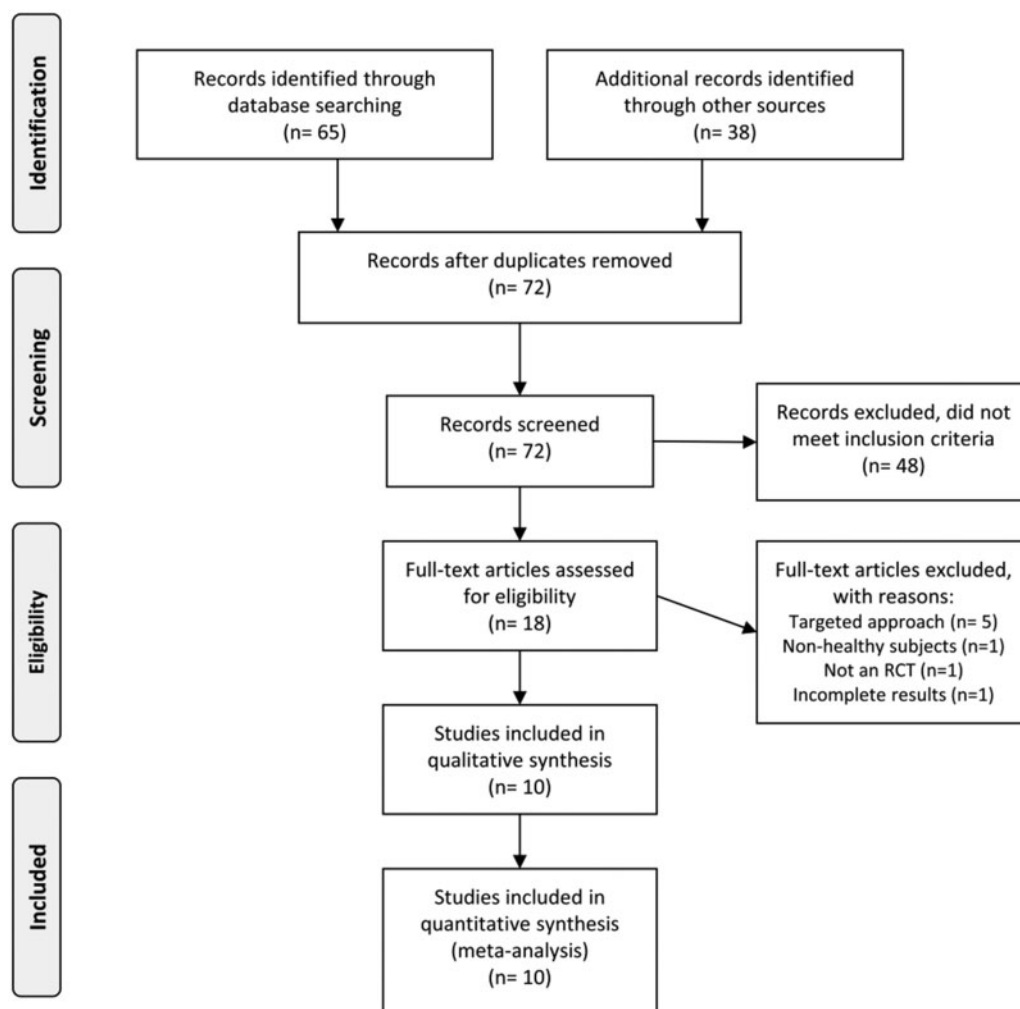 Identification
Records identified through
database searching
(n= 65)
Additional records identified
through other sources
(n= 38)
Records after duplicates removed
(n= 72)
Screening
Records screened
(n= 72)
Records excluded, did not
meet inclusion criteria
(n= 48)
Eligibility
Full-text articles assessed
for eligibility
(n= 18)
Full-text articles excluded,
with reasons:
Targeted approach (n= 5)
Non-healthy subjects (n=1)
Not an RCT (n=1)
Incomplete results (n=1)
Studies included in
qualitative synthesis
(n= 10)
Included
Studies included in
quantitative synthesis
(meta-analysis)
(n= 10)